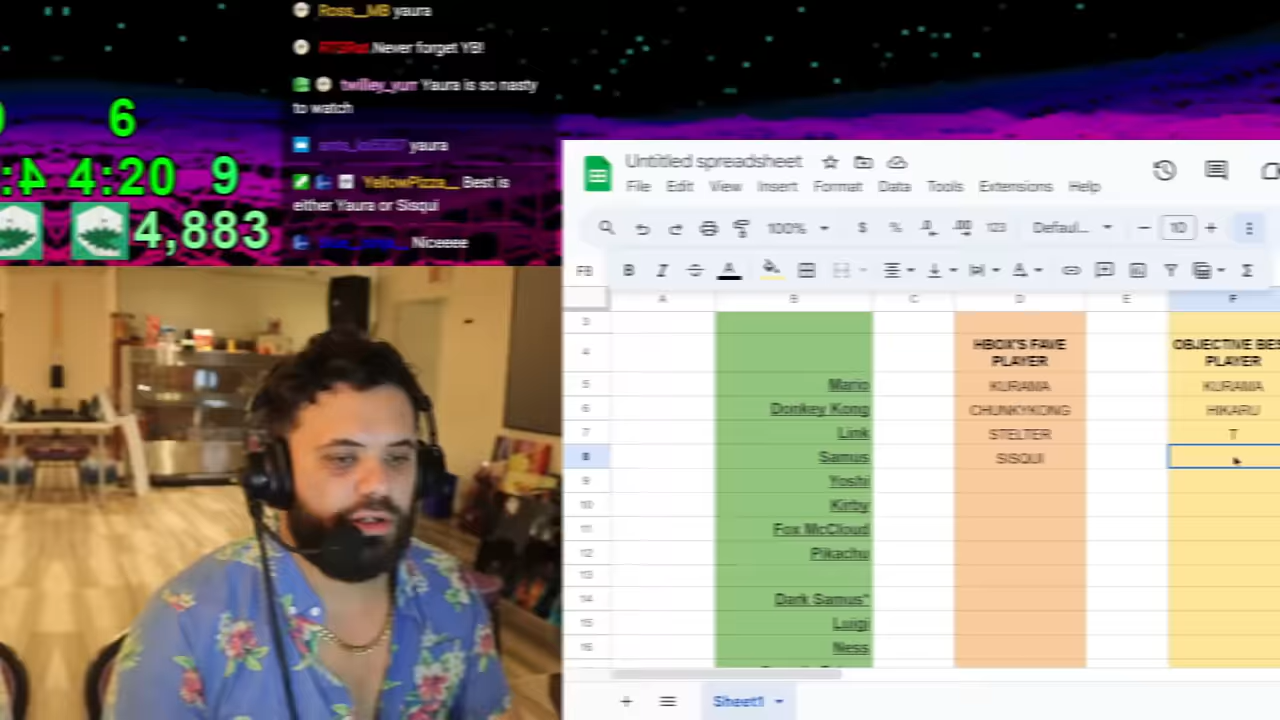 Ross__MB yaura
Never forget YB!
twilley_yum Yaura is so nasty
to watch
yaura
YellowPizza__ Best is
either Yaura or Sisqui
Niceeee
6
4:20 9
4,883
Untitled spreadsheet
File Edit View Insert Format Data Tools Extensions Help
100% $ % 123 Defaul... 10
F8 B I A
A B C D E F
3
4 HBOX'S FAVE OBJECTIVE BES
PLAYER PLAYER
5 Mario KURAMA KURAMA
6 Donkey Kong CHUNKYKONG HIKARU
7 Link STELTER T
8 Samus SISQUI
9 Yoshi
10 Kirby
11 Fox McCloud
12 Pikachu
13
14 Dark Samus*
15 Luigi
16 Ness
Sheet1